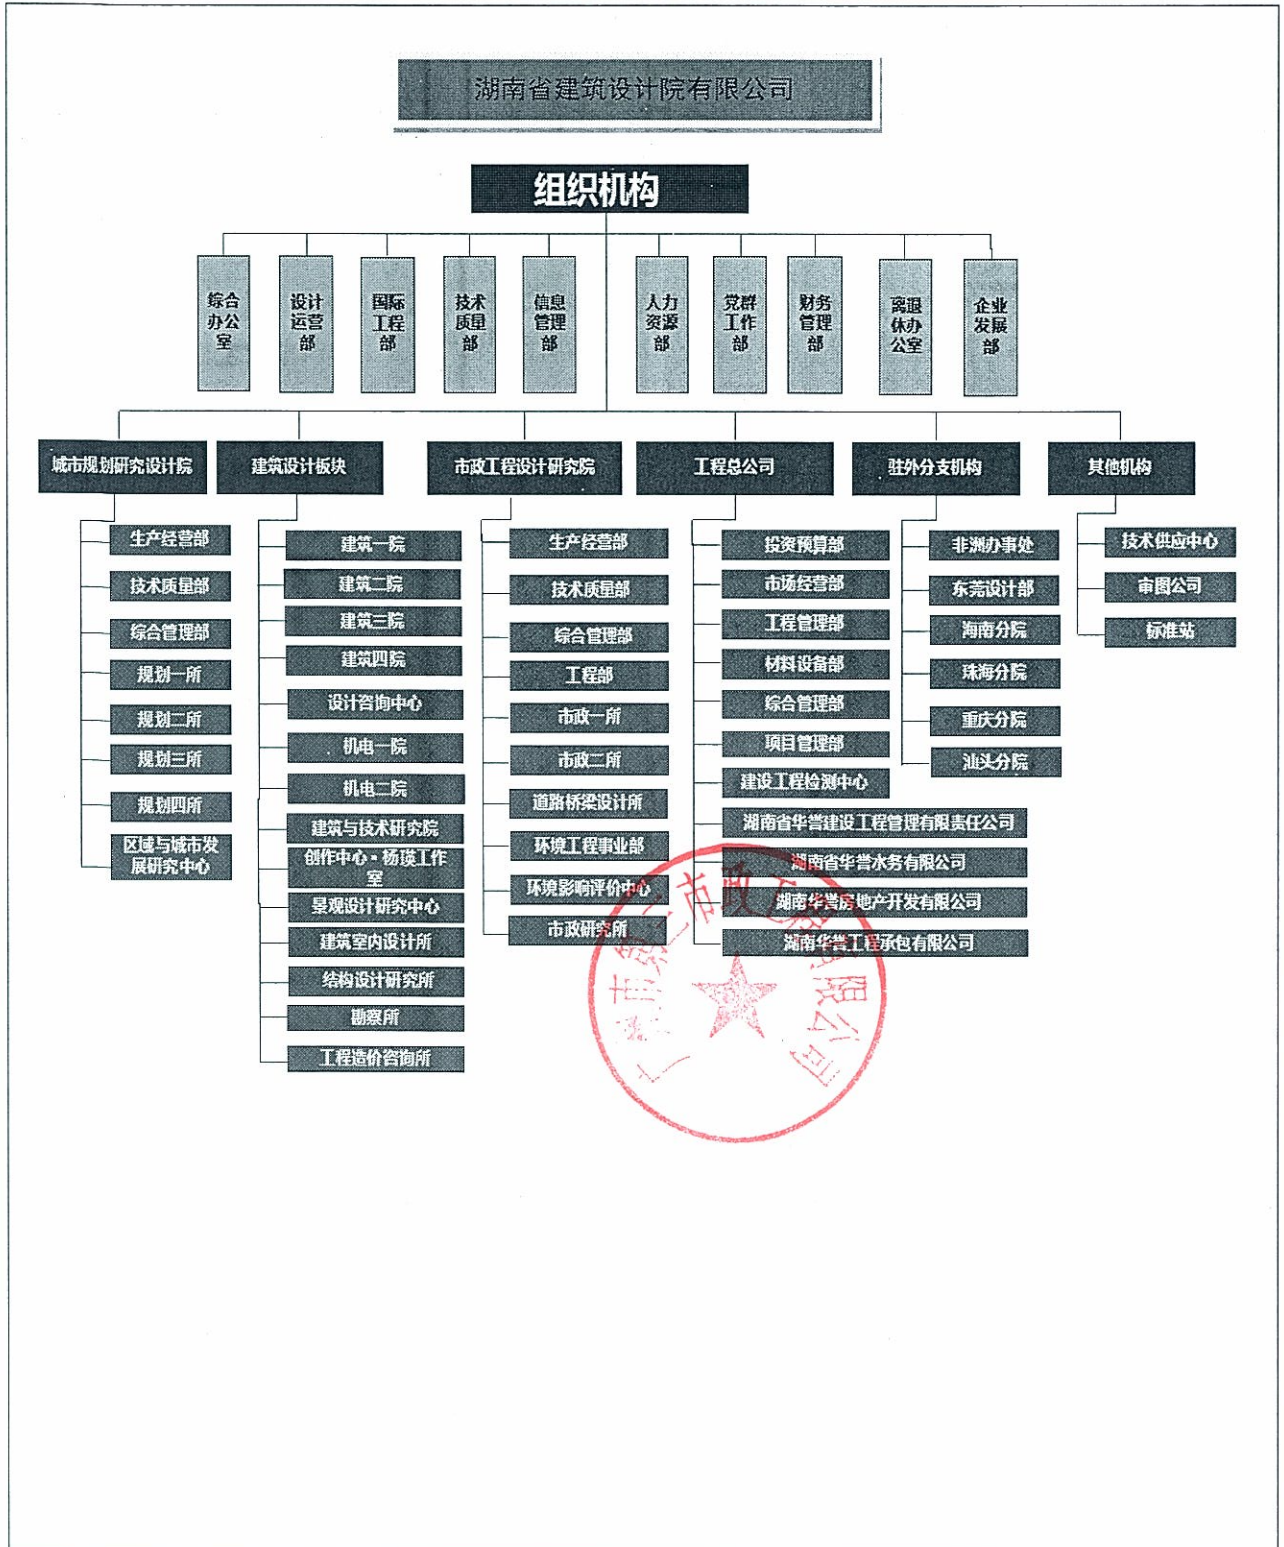 湖南省建筑设计院有限公司
组织机构
综合
办公
室
设计
运营
部
国际
工程
部
技术
质量
部
信息
管理
部
人力
资源
部
党群
工作
部
财务
管理
部
离退
休办
公室
企业
发展
部
城市规划研究设计院
生产经营部
技术质量部
综合管理部
规划一所
规划二所
规划三所
规划四所
区域与城市发
展研究中心
建筑设计板块
建筑一院
建筑二院
建筑三院
建筑四院
设计咨询中心
机电一院
机电二院
建筑与技术研究院
创作中心·杨瑛工作
室
景观设计研究中心
建筑室内设计所
结构设计研究所
勘察所
工程造价咨询所
市政工程设计研究院
生产经营部
技术质量部
综合管理部
工程部
市政一所
市政二所
道路桥梁设计所
环境工程事业部
环境影响评价中心
市政研究所
工程总公司
投资预算部
市场经营部
工程管理部
材料设备部
综合管理部
项目管理部
建设工程检测中心
湖南省华誉建设工程管理有限责任公司
湖南省华誉水务有限公司
湖南华誉房地产开发有限公司
湖南华誉工程承包有限公司
驻外分支机构
非洲办事处
东莞设计部
海南分院
珠海分院
重庆分院
汕头分院
其他机构
技术供应中心
审图公司
标准站
广州市第三市政工程有限公司